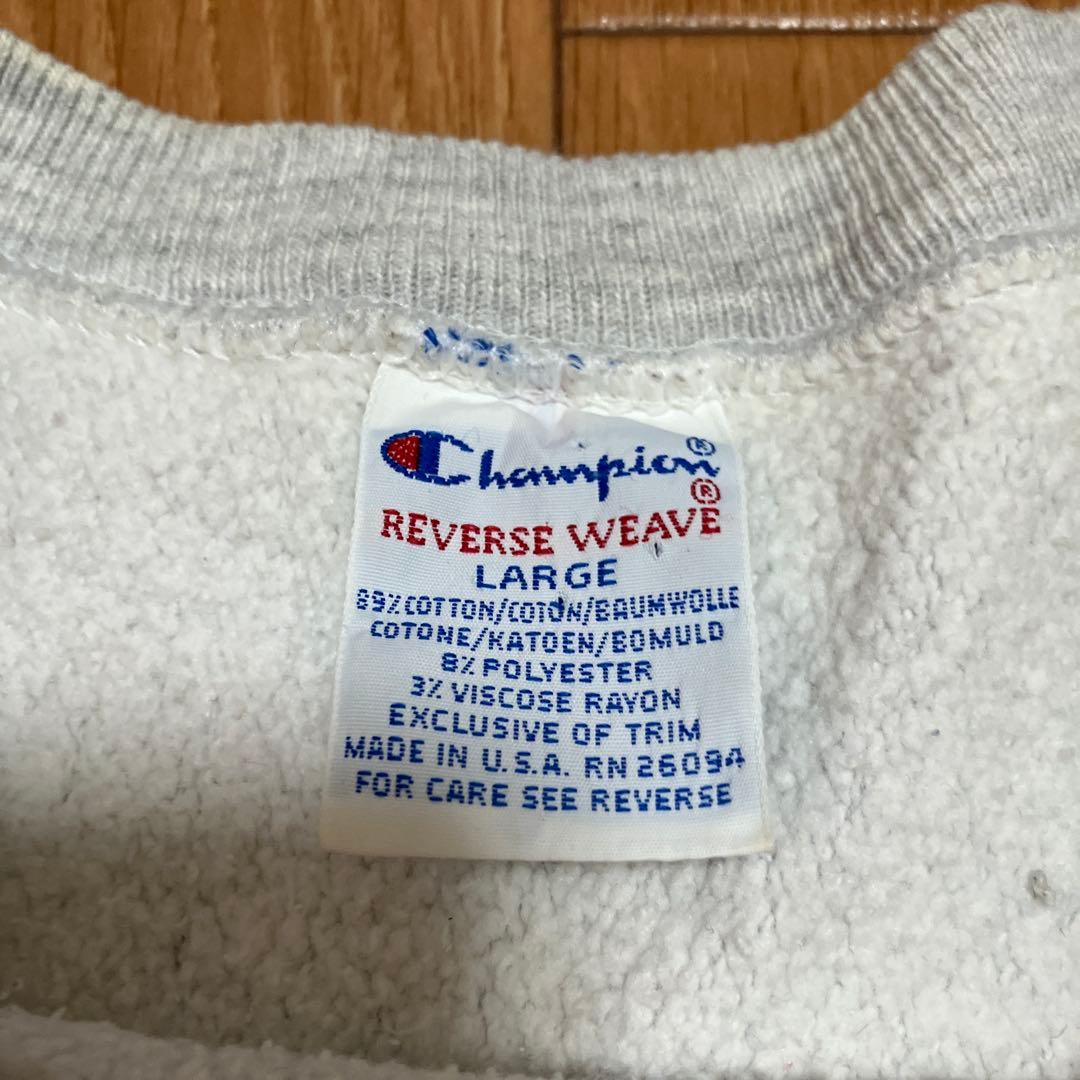 Champion®
REVERSE WEAVE®
LARGE
89% COTTON/COTON/BAUMWOLLE
COTONE/KATOEN/BOMULD
8% POLYESTER
3% VISCOSE RAYON
EXCLUSIVE OF TRIM
MADE IN U.S.A. RN 26094
FOR CARE SEE REVERSE